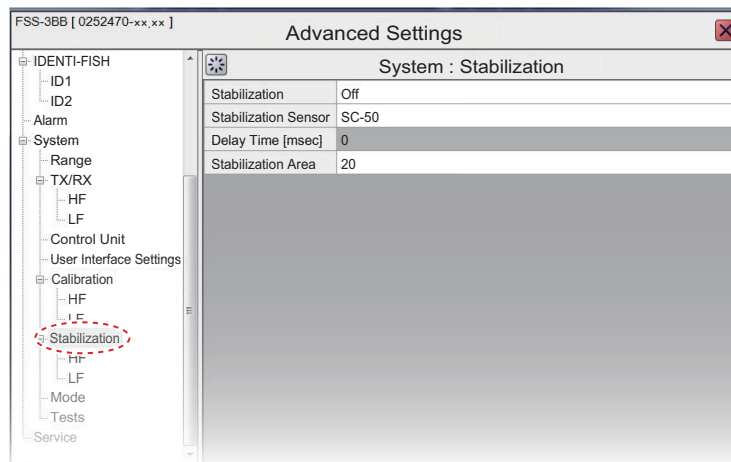 FSS-3BB [ 0252470-××.×× ]
Advanced Settings
IDENTI-FISH
ID1
ID2
Alarm
System
Range
TX/RX
HF
LF
Control Unit
User Interface Settings
Calibration
HF
LF
Stabilization
HF
LF
Mode
Tests
Service
System : Stabilization
Stabilization Off
Stabilization Sensor SC-50
Delay Time [msec] 0
Stabilization Area 20